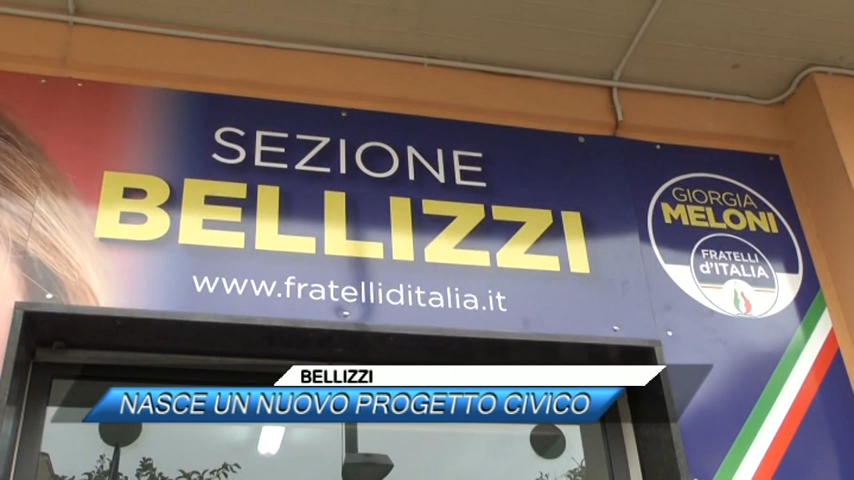 SEZIONE
BELLIZZI
www.fratelliditalia.it
GIORGIA
MELONI
FRATELLI
d'ITALIA
BELLIZZI
NASCE UN NUOVO PROGETTO CIVICO